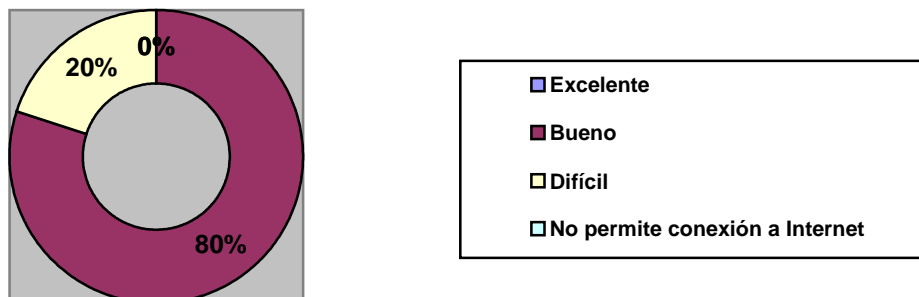 0%
20%
80%
Excelente
Bueno
Difícil
No permite conexión a Internet